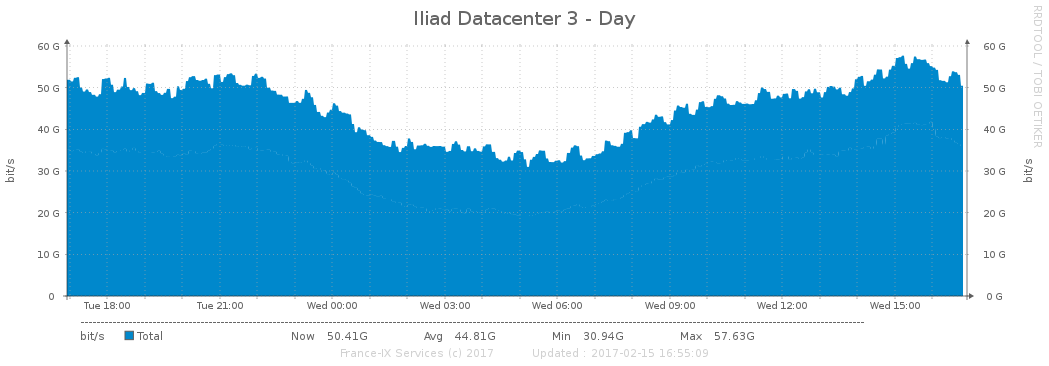 Iliad Datacenter 3 - Day
RRDTOOL / TOBI OETIKER
60 G 60 G
50 G 50 G
40 G 40 G
30 G 30 G
20 G 20 G
10 G 10 G
0 0 G
bit/s bit/s
Tue 18:00 Tue 21:00 Wed 00:00 Wed 03:00 Wed 06:00 Wed 09:00 Wed 12:00 Wed 15:00
bit/s Total Now 50.41G Avg 44.81G Min 30.94G Max 57.63G
France-IX Services (c) 2017 Updated : 2017-02-15 16:55:09